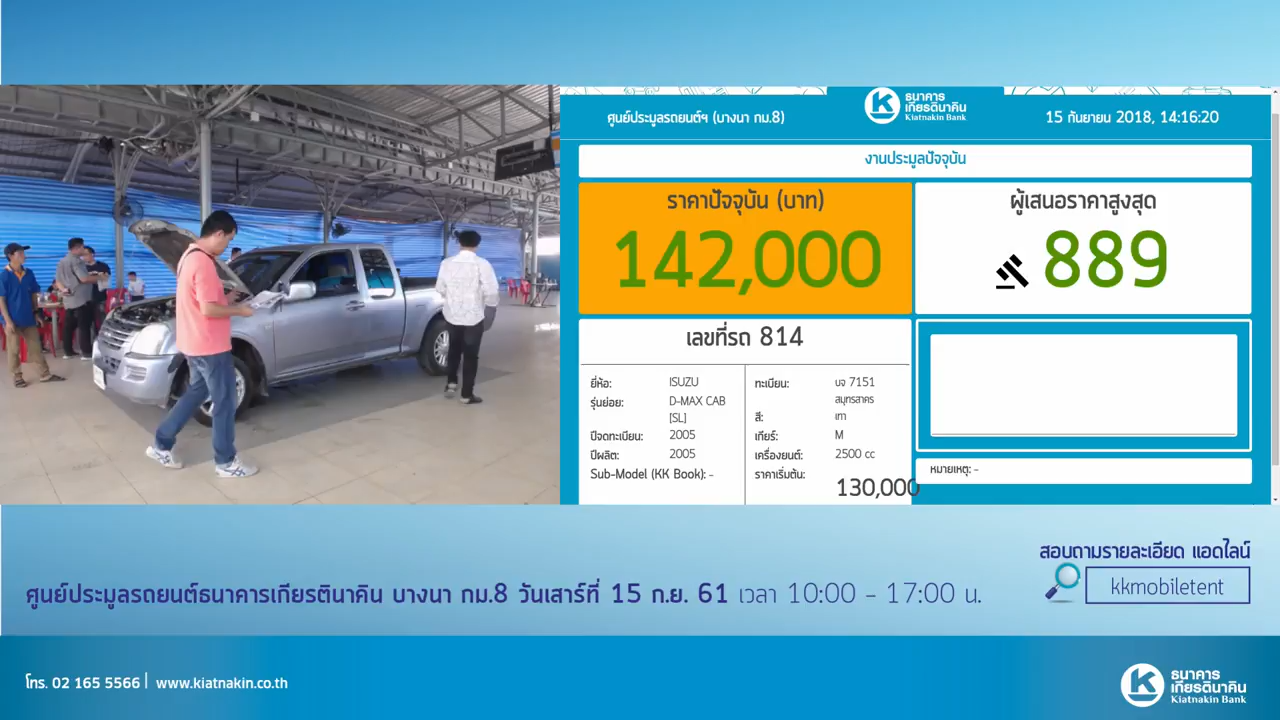 ศูนย์ประมูลรถยนต์ฯ (บางนา กม.8)
ธนาคาร
เกียรตินาคิน
Kiatnakin Bank
15 กันยายน 2018, 14:16:20
งานประมูลปัจจุบัน
ราคาปัจจุบัน (บาท)
142,000
ผู้เสนอราคาสูงสุด
889
เลขที่รถ 814
ยี่ห้อ: ISUZU
รุ่นย่อย: D-MAX CAB
[SL]
ปีจดทะเบียน: 2005
ปีผลิต: 2005
Sub-Model (KK Book): -
ทะเบียน: บจ 7151
สมุทรสาคร
สี: เทา
เกียร์: M
เครื่องยนต์: 2500 cc
ราคาเริ่มต้น: 130,000
หมายเหตุ: -
สอบถามรายละเอียด แอดไลน์
kkmobiletent
ศูนย์ประมูลรถยนต์ธนาคารเกียรตินาคิน บางนา กม.8 วันเสาร์ที่ 15 ก.ย. 61 เวลา 10:00 - 17:00 น.
โทร. 02 165 5566 | www.kiatnakin.co.th
ธนาคาร
เกียรตินาคิน
Kiatnakin Bank